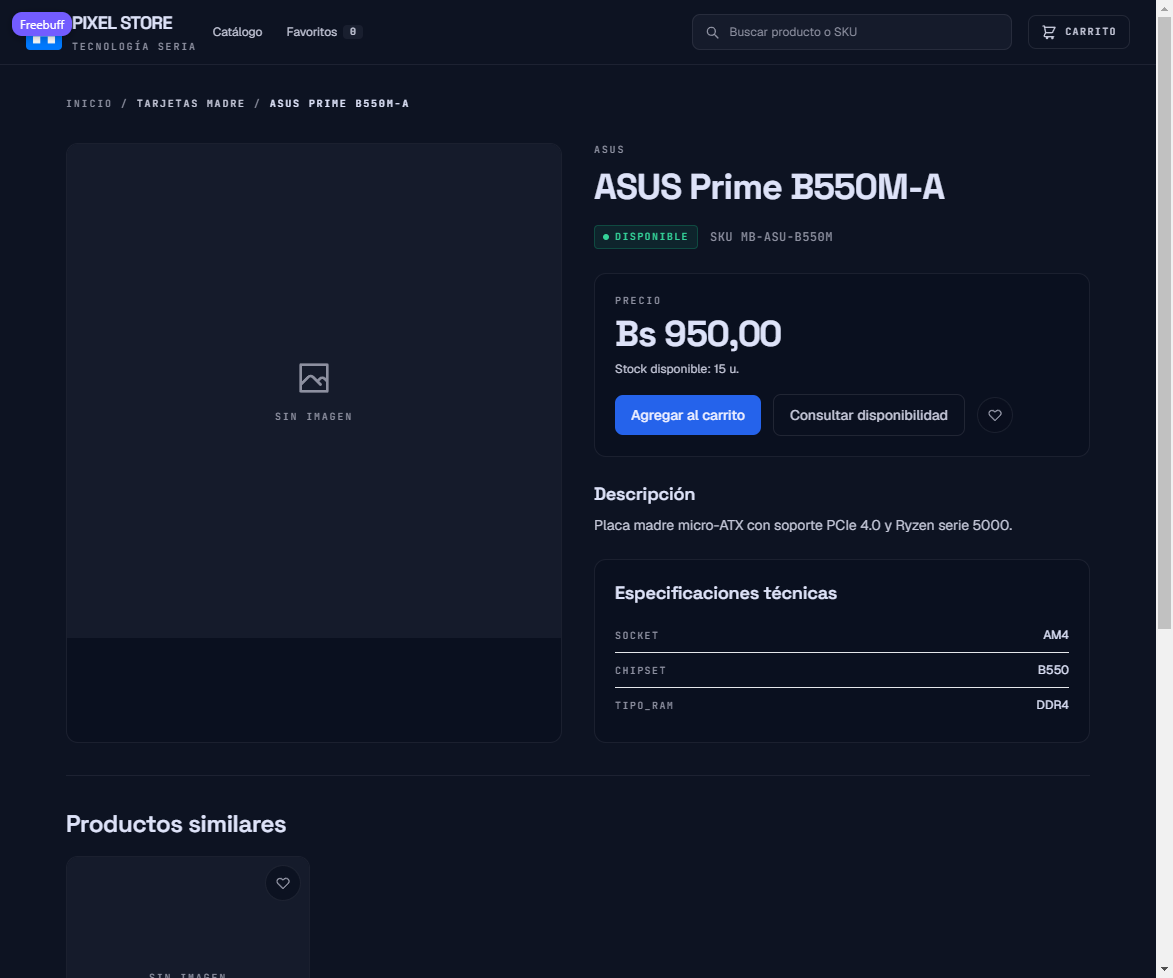 Freebuff
PIXEL STORE
TECNOLOGÍA SERIA
Catálogo
Favoritos 0
Buscar producto o SKU
CARRITO
INICIO / TARJETAS MADRE / ASUS PRIME B550M-A
SIN IMAGEN
ASUS
ASUS Prime B550M-A
DISPONIBLE
SKU MB-ASU-B550M
PRECIO
Bs 950,00
Stock disponible: 15 u.
Agregar al carrito
Consultar disponibilidad
Descripción
Placa madre micro-ATX con soporte PCIe 4.0 y Ryzen serie 5000.
Especificaciones técnicas
SOCKET AM4
CHIPSET B550
TIPO_RAM DDR4
Productos similares
SIN IMAGEN